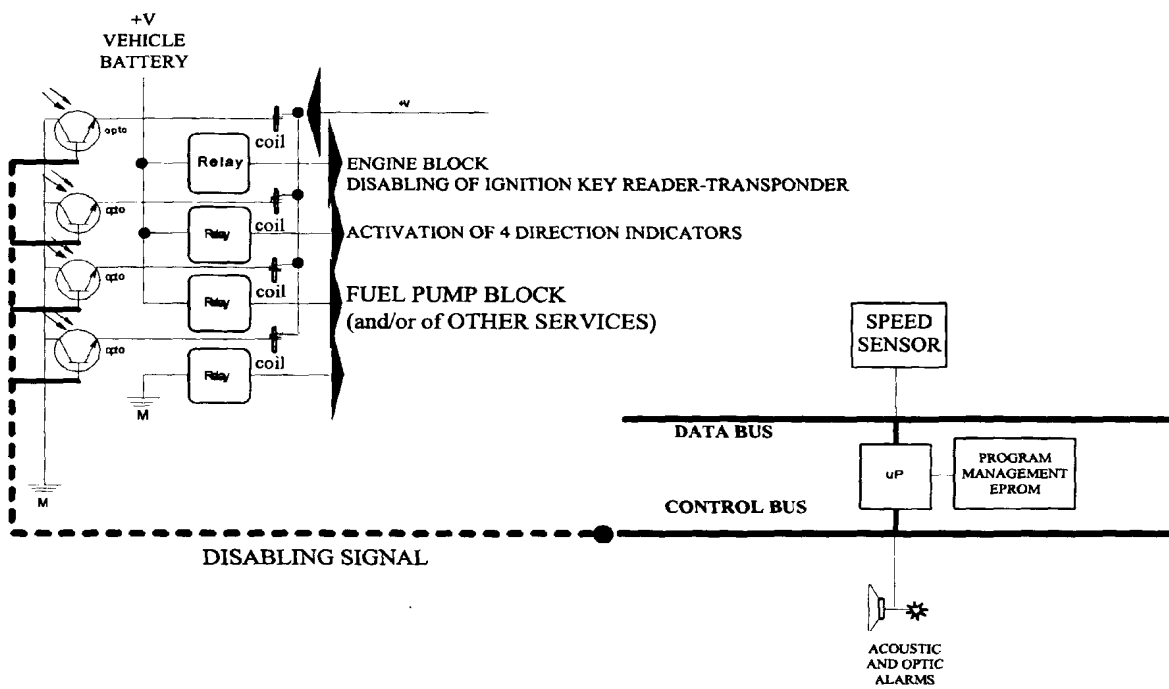 +V
VEHICLE
BATTERY
opto
+V
coil
Relay
ENGINE BLOCK
DISABLING OF IGNITION KEY READER-TRANSPONDER
opto
coil
Relay
ACTIVATION OF 4 DIRECTION INDICATORS
opto
coil
Relay
FUEL PUMP BLOCK
(and/or of OTHER SERVICES)
opto
coil
Relay
M
M
SPEED
SENSOR
DATA BUS
uP
PROGRAM
MANAGEMENT
EPROM
CONTROL BUS
DISABLING SIGNAL
ACOUSTIC
AND OPTIC
ALARMS